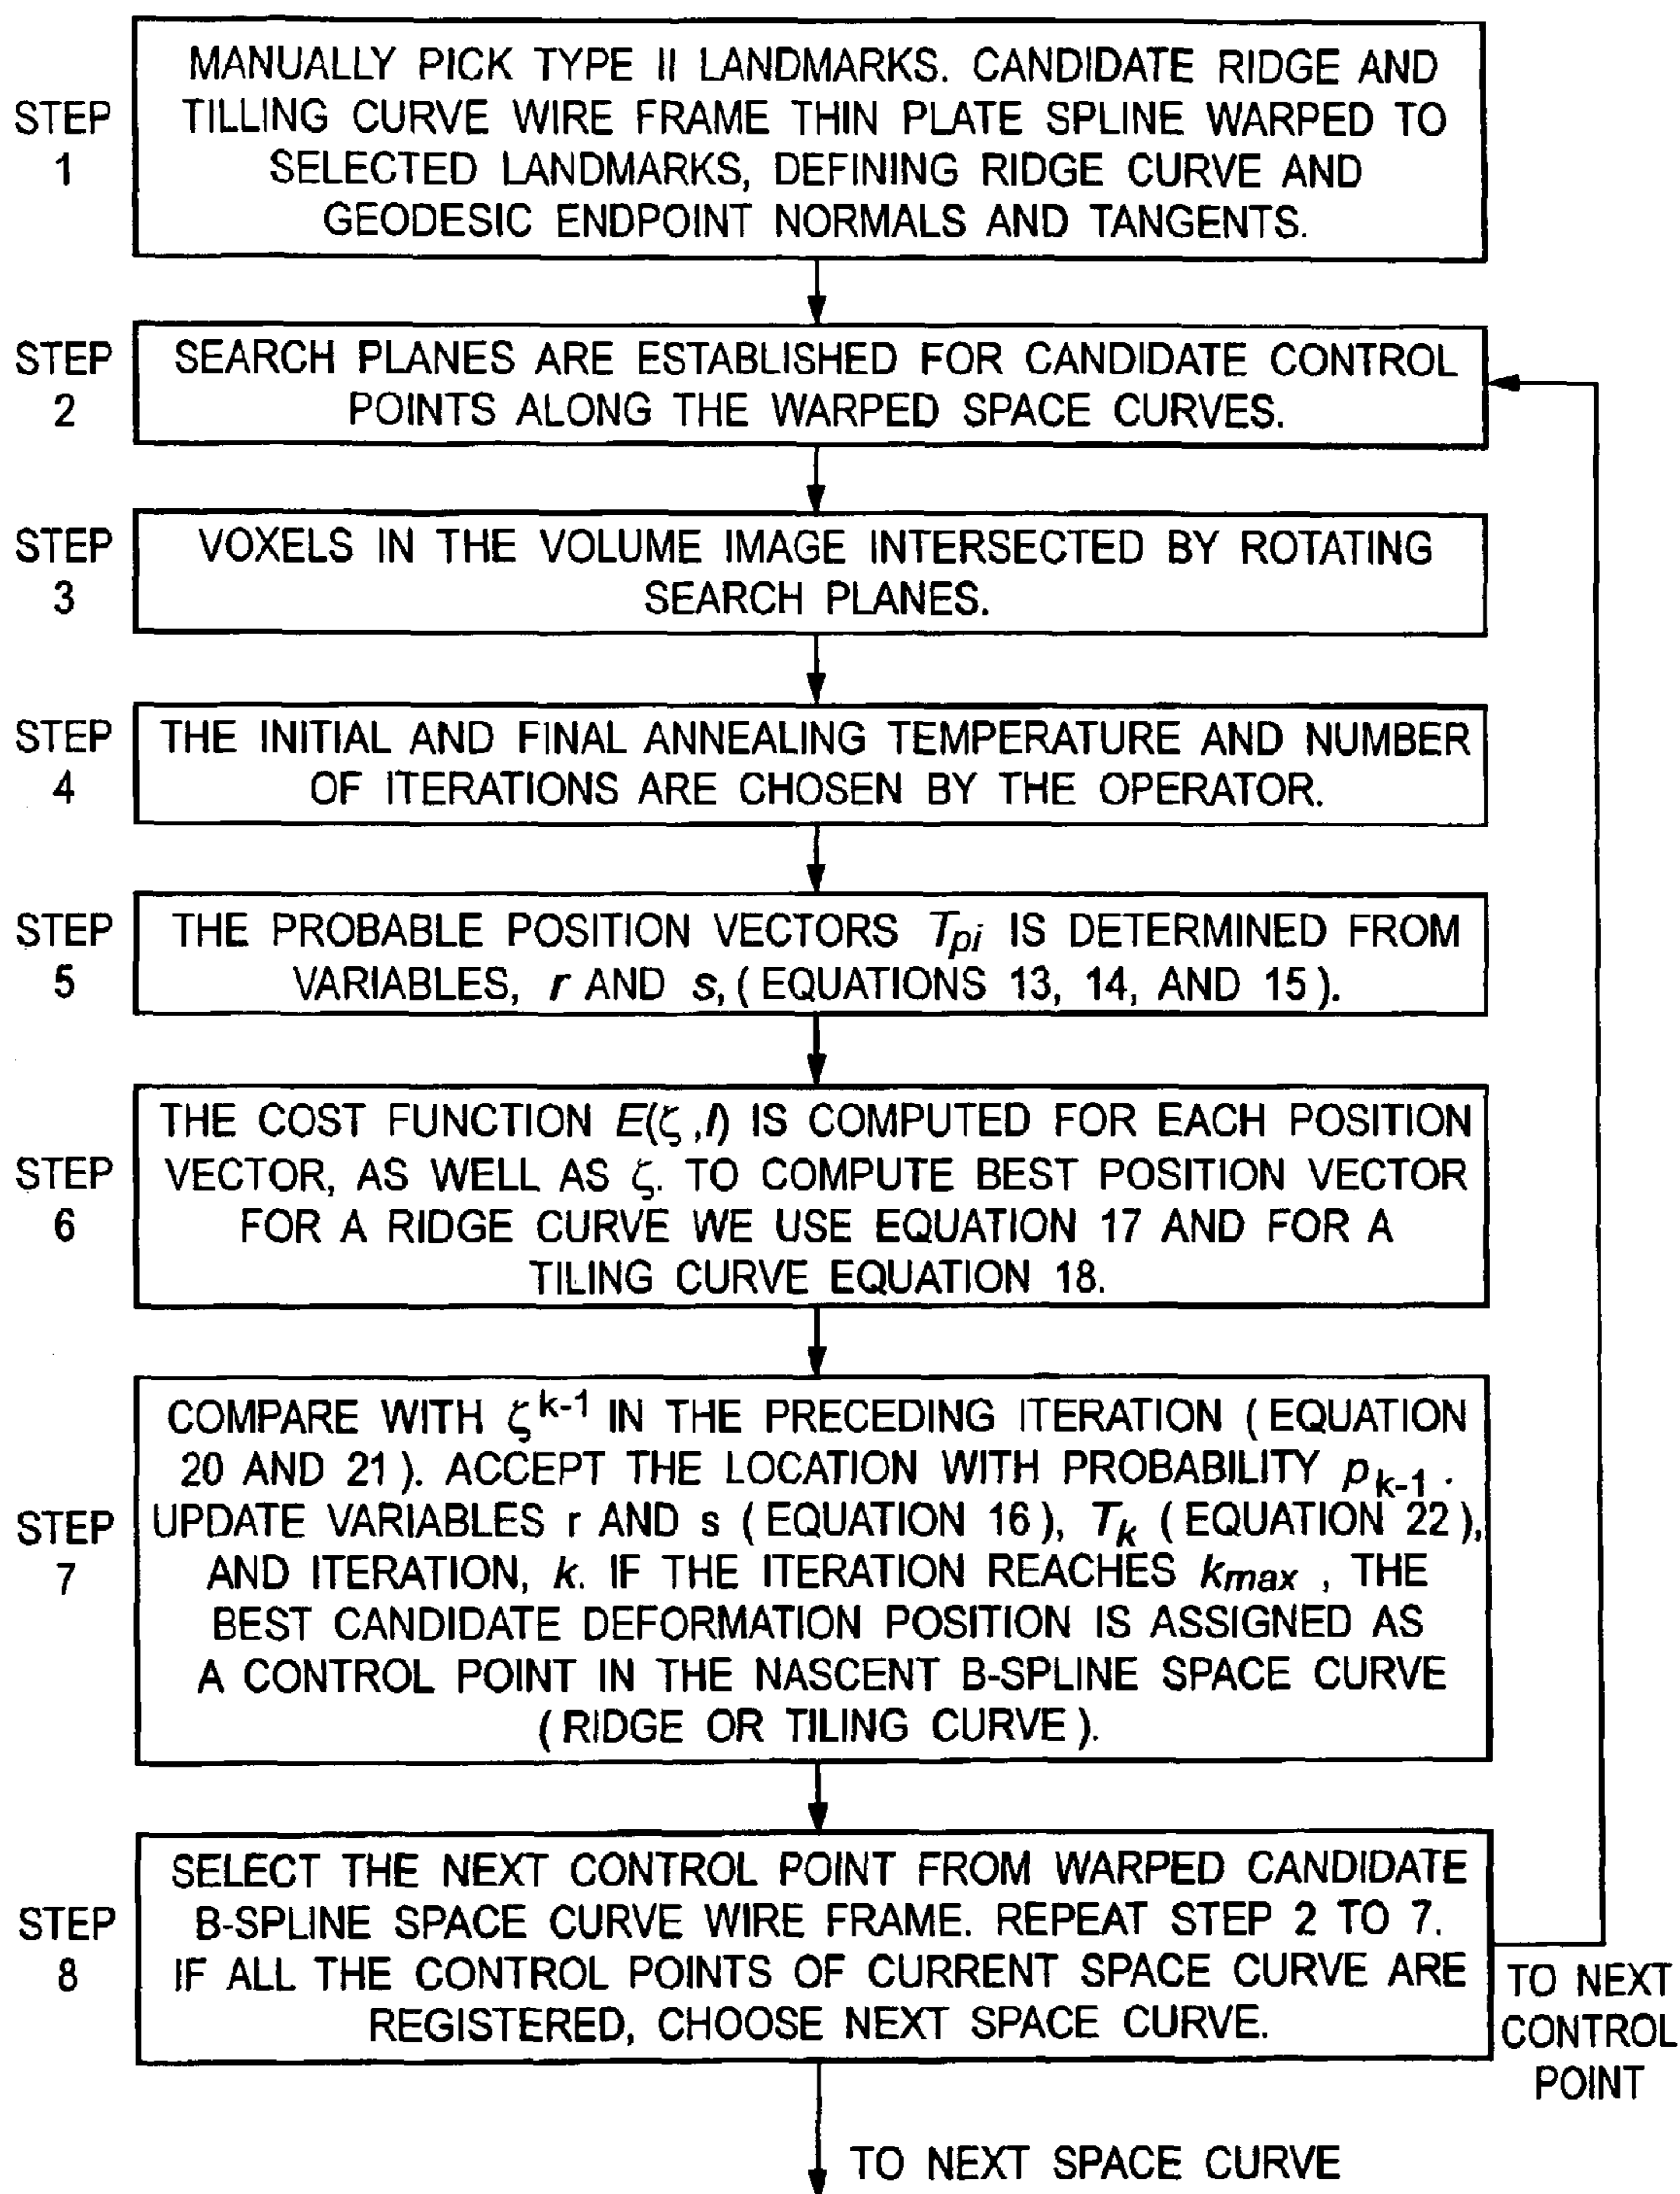 STEP
1
MANUALLY PICK TYPE II LANDMARKS. CANDIDATE RIDGE AND
TILLING CURVE WIRE FRAME THIN PLATE SPLINE WARPED TO
SELECTED LANDMARKS, DEFINING RIDGE CURVE AND
GEODESIC ENDPOINT NORMALS AND TANGENTS.
STEP
2
SEARCH PLANES ARE ESTABLISHED FOR CANDIDATE CONTROL
POINTS ALONG THE WARPED SPACE CURVES.
STEP
3
VOXELS IN THE VOLUME IMAGE INTERSECTED BY ROTATING
SEARCH PLANES.
STEP
4
THE INITIAL AND FINAL ANNEALING TEMPERATURE AND NUMBER
OF ITERATIONS ARE CHOSEN BY THE OPERATOR.
STEP
5
THE PROBABLE POSITION VECTORS T_pi IS DETERMINED FROM
VARIABLES, r AND s, (EQUATIONS 13, 14, AND 15).
STEP
6
THE COST FUNCTION E(ζ,I) IS COMPUTED FOR EACH POSITION
VECTOR, AS WELL AS ζ. TO COMPUTE BEST POSITION VECTOR
FOR A RIDGE CURVE WE USE EQUATION 17 AND FOR A
TILING CURVE EQUATION 18.
STEP
7
COMPARE WITH ζ^k-1 IN THE PRECEDING ITERATION (EQUATION
20 AND 21). ACCEPT THE LOCATION WITH PROBABILITY p_k-1.
UPDATE VARIABLES r AND s (EQUATION 16), T_k (EQUATION 22),
AND ITERATION, k. IF THE ITERATION REACHES k_max, THE
BEST CANDIDATE DEFORMATION POSITION IS ASSIGNED AS
A CONTROL POINT IN THE NASCENT B-SPLINE SPACE CURVE
(RIDGE OR TILING CURVE).
STEP
8
SELECT THE NEXT CONTROL POINT FROM WARPED CANDIDATE
B-SPLINE SPACE CURVE WIRE FRAME. REPEAT STEP 2 TO 7.
IF ALL THE CONTROL POINTS OF CURRENT SPACE CURVE ARE
REGISTERED, CHOOSE NEXT SPACE CURVE.
TO NEXT
CONTROL
POINT
TO NEXT SPACE CURVE